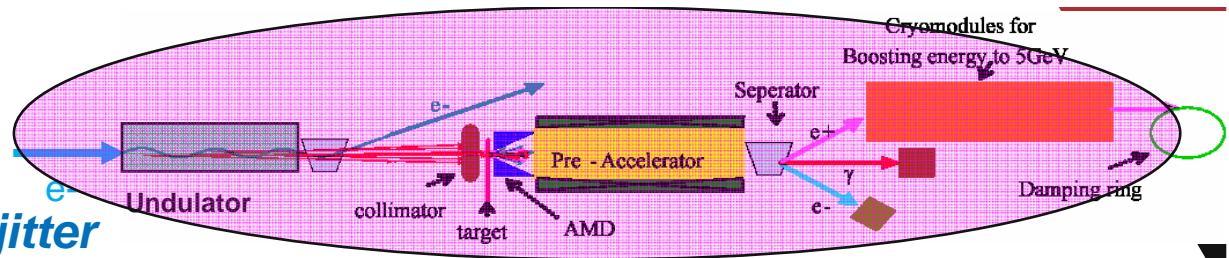 Cryomodules for
Boosting energy to 5GeV
Seperator
e-
e+
Pre - Accelerator
γ
e-
Undulator
e-
Damping ring
collimator
jitter
target
AMD